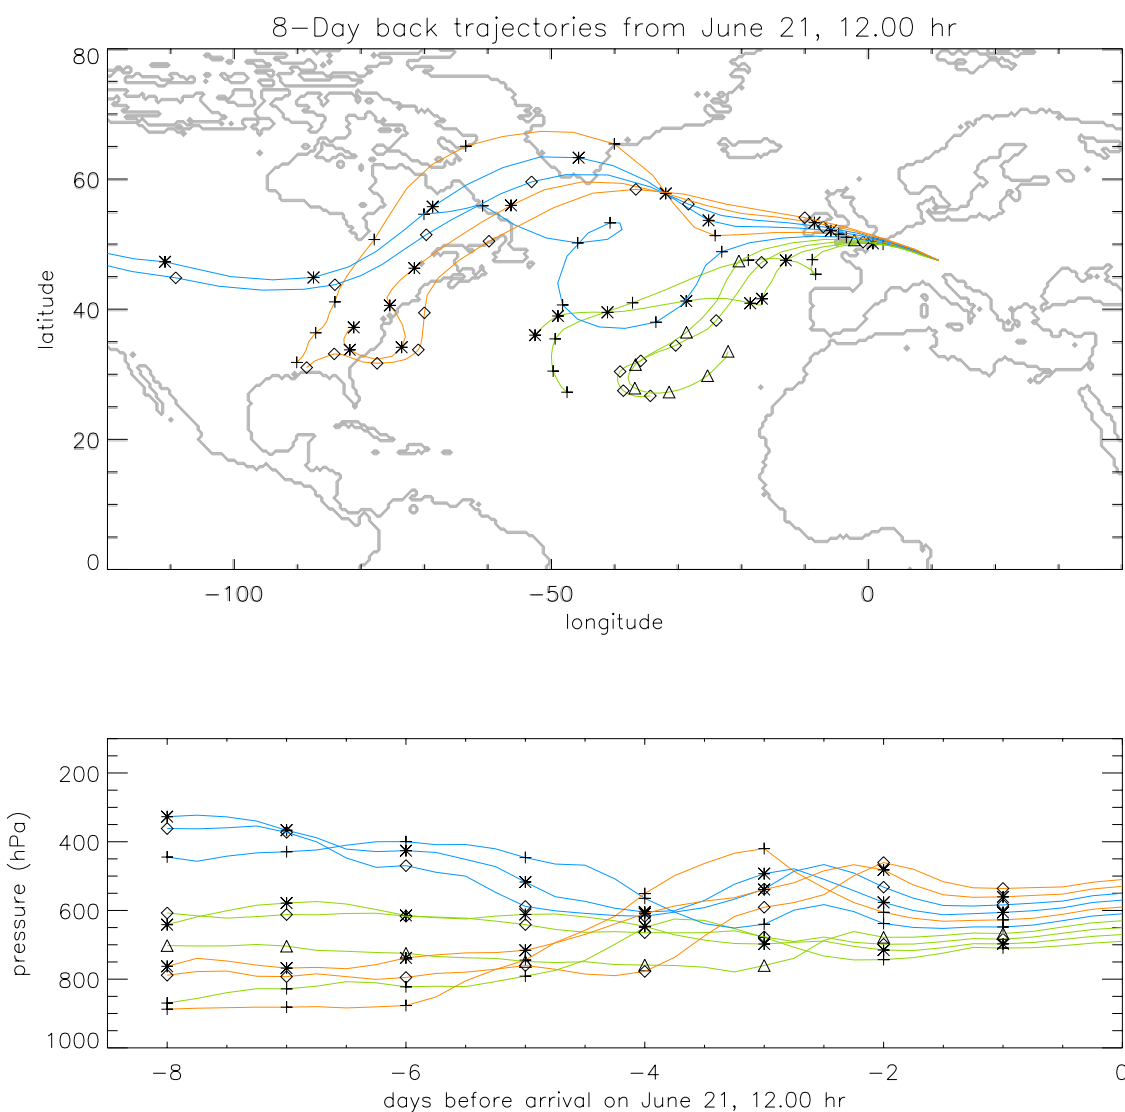 8-Day back trajectories from June 21, 12.00 hr
80
60
40
20
0
latitude
-100 -50 0
longitude
200
400
600
800
1000
pressure (hPa)
-8 -6 -4 -2 0
days before arrival on June 21, 12.00 hr